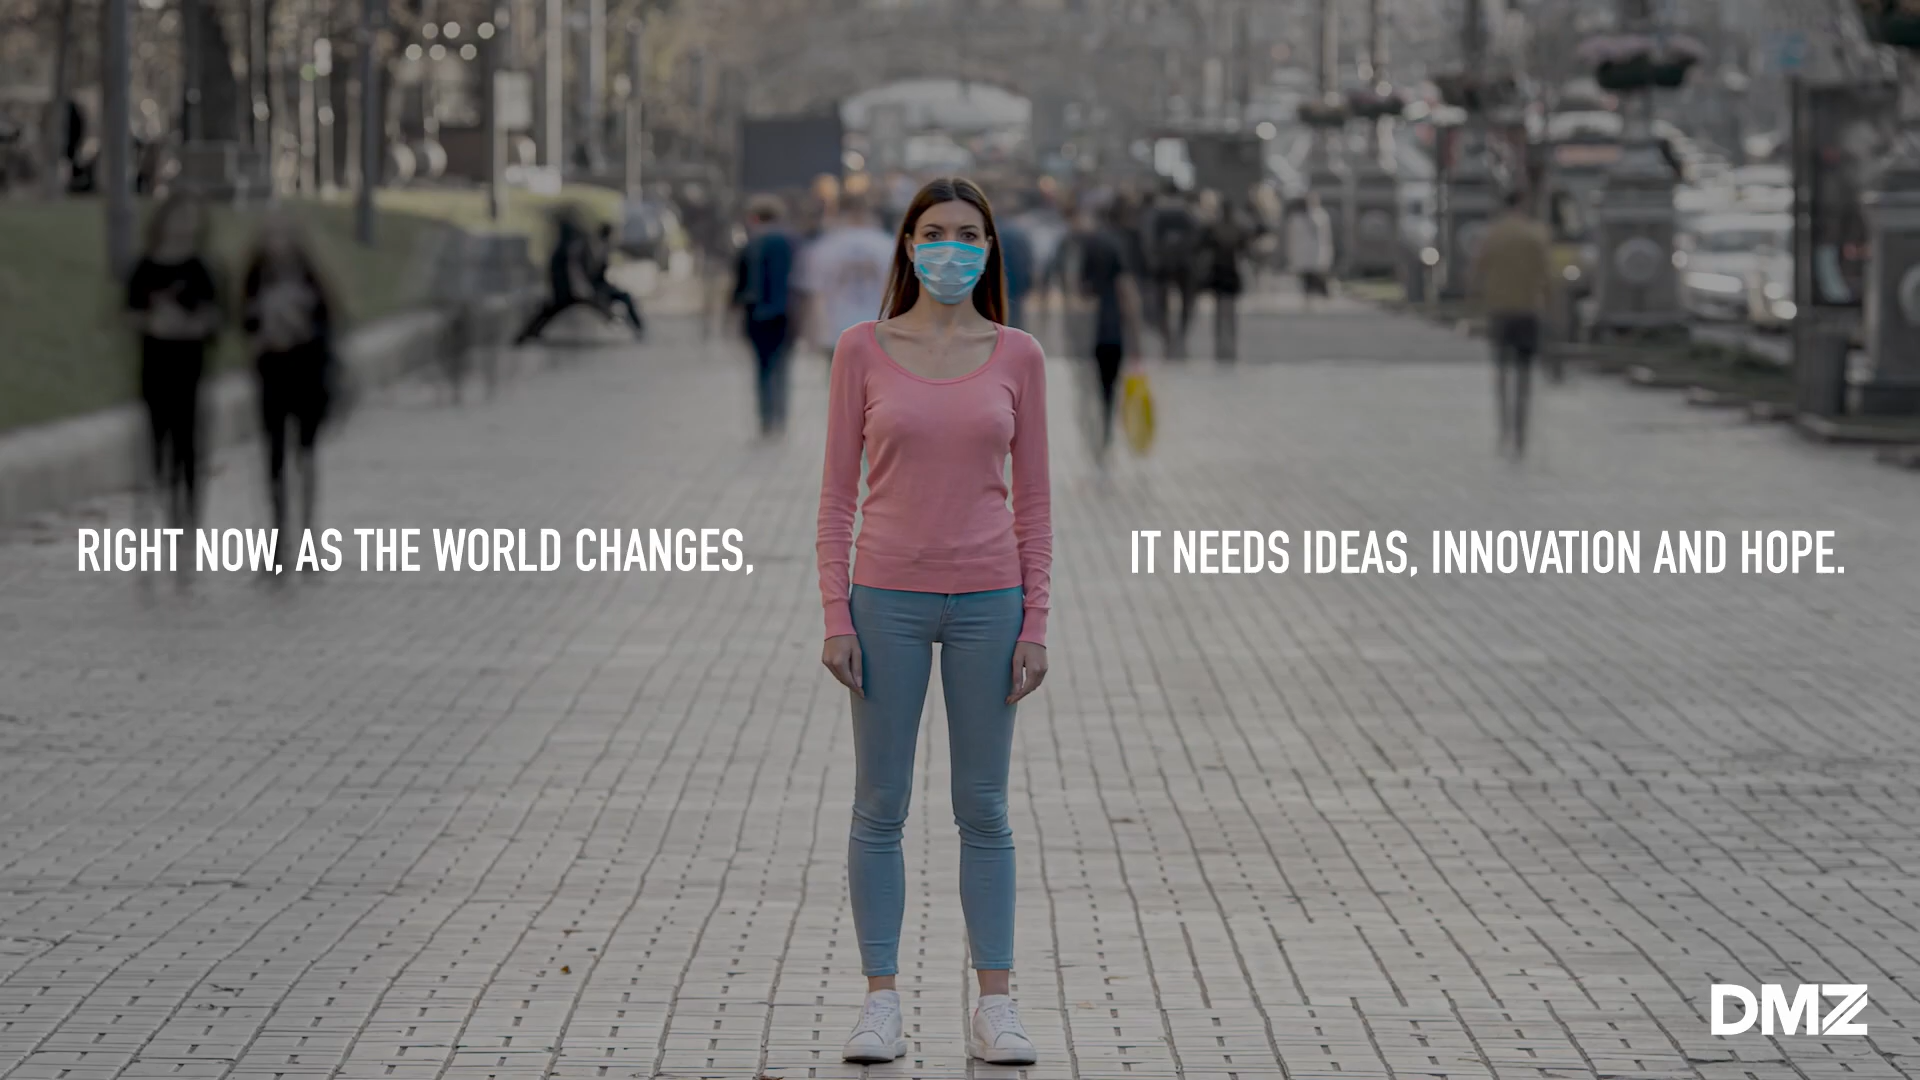 RIGHT NOW, AS THE WORLD CHANGES,
IT NEEDS IDEAS, INNOVATION AND HOPE.
DMZ